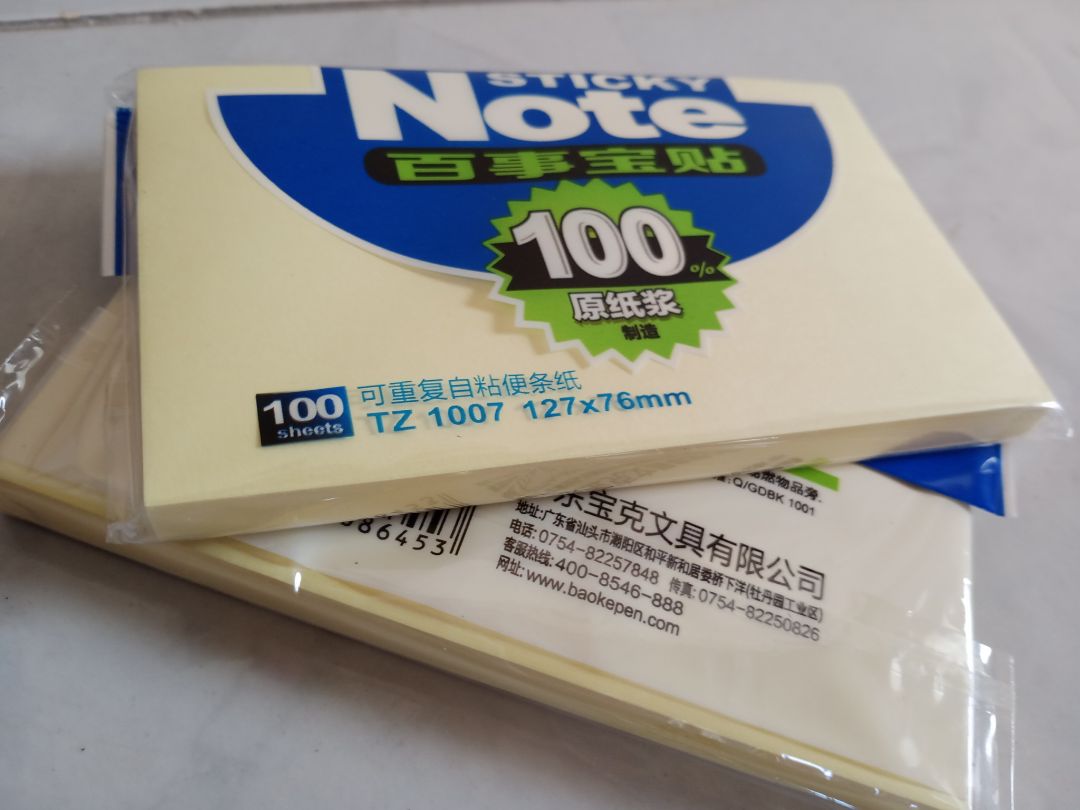 STICKY
Note
百事宝贴
100%
原纸浆
制造
100
sheets
可重复自粘便条纸
TZ 1007 127x76mm
物品旁.
:Q/GDBK 1001
86453
东宝克文具有限公司
地址:广东省汕头市潮阳区和平新和居委桥下洋(牡丹园工业区)
电话: 0754-82257848 传真: 0754-82250826
客服热线: 400-8546-888
网址: www.baokepen.com